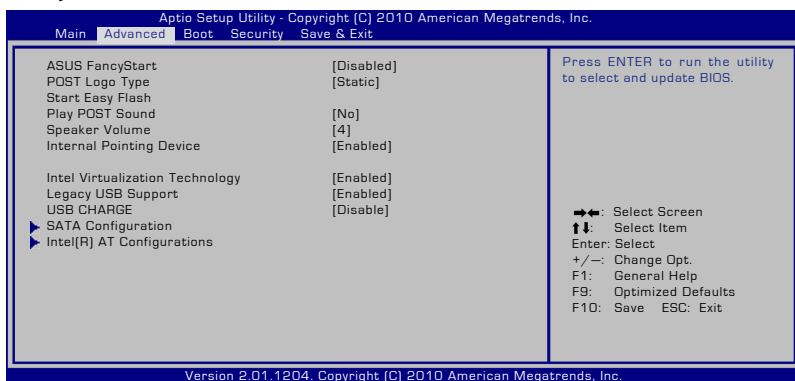 Aptio Setup Utility - Copyright (C) 2010 American Megatrends, Inc.
Main Advanced Boot Security Save & Exit
ASUS FancyStart [Disabled]
POST Logo Type [Static]
Start Easy Flash
Play POST Sound [No]
Speaker Volume [4]
Internal Pointing Device [Enabled]
Intel Virtualization Technology [Enabled]
Legacy USB Support [Enabled]
USB CHARGE [Disable]
SATA Configuration
Intel(R) AT Configurations
Press ENTER to run the utility
to select and update BIOS.
→←: Select Screen
↑↓: Select Item
Enter: Select
+/—: Change Opt.
F1: General Help
F9: Optimized Defaults
F10: Save ESC: Exit
Version 2.01.1204. Copyright (C) 2010 American Megatrends, Inc.